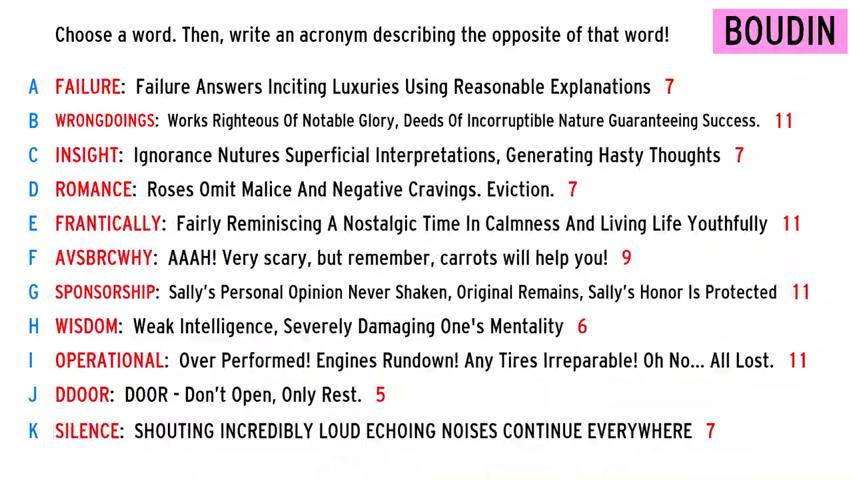 Choose a word. Then, write an acronym describing the opposite of that word!
BOUDIN
A FAILURE: Failure Answers Inciting Luxuries Using Reasonable Explanations 7
B WRONGDOINGS: Works Righteous Of Notable Glory, Deeds Of Incorruptible Nature Guaranteeing Success. 11
C INSIGHT: Ignorance Nutures Superficial Interpretations, Generating Hasty Thoughts 7
D ROMANCE: Roses Omit Malice And Negative Cravings. Eviction. 7
E FRANTICALLY: Fairly Reminiscing A Nostalgic Time In Calmness And Living Life Youthfully 11
F AVSBRCWHY: AAAH! Very scary, but remember, carrots will help you! 9
G SPONSORSHIP: Sally's Personal Opinion Never Shaken, Original Remains, Sally's Honor Is Protected 11
H WISDOM: Weak Intelligence, Severely Damaging One's Mentality 6
I OPERATIONAL: Over Performed! Engines Rundown! Any Tires Irreparable! Oh No... All Lost. 11
J DDOOR: DOOR - Don't Open, Only Rest. 5
K SILENCE: SHOUTING INCREDIBLY LOUD ECHOING NOISES CONTINUE EVERYWHERE 7